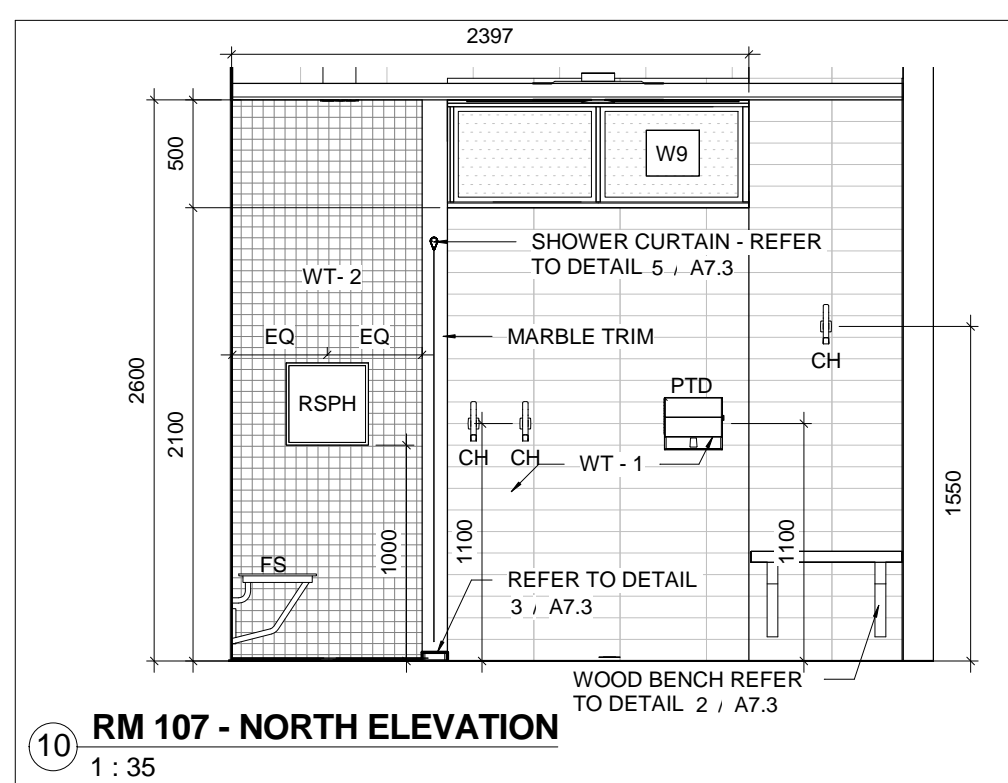 2397
500
W9
SHOWER CURTAIN - REFER
TO DETAIL 5 / A7.3
WT- 2
EQ EQ
MARBLE TRIM
CH
2600
2100
RSPH
PTD
CH CH
WT - 1
1550
1000
1100
1100
FS
REFER TO DETAIL
3 / A7.3
WOOD BENCH REFER
TO DETAIL 2 / A7.3
10 RM 107 - NORTH ELEVATION
1 : 35